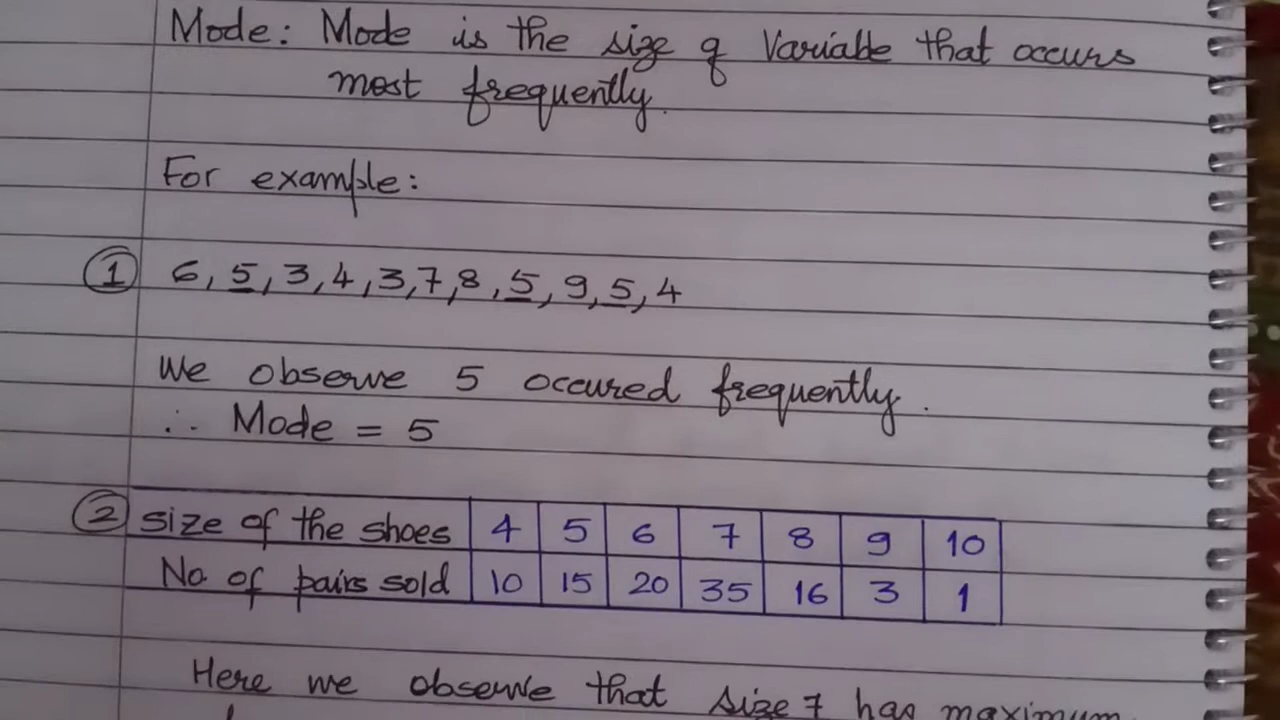 Mode: Mode is the size of Variable that occurs
most frequently.
For example:
1 6, 5, 3, 4, 3, 7, 8, 5, 9, 5, 4
We observe 5 occured frequently.
∴ Mode = 5
2 size of the shoes 4 5 6 7 8 9 10
No of pairs sold 10 15 20 35 16 3 1
Here we observe that size 7 has maximum